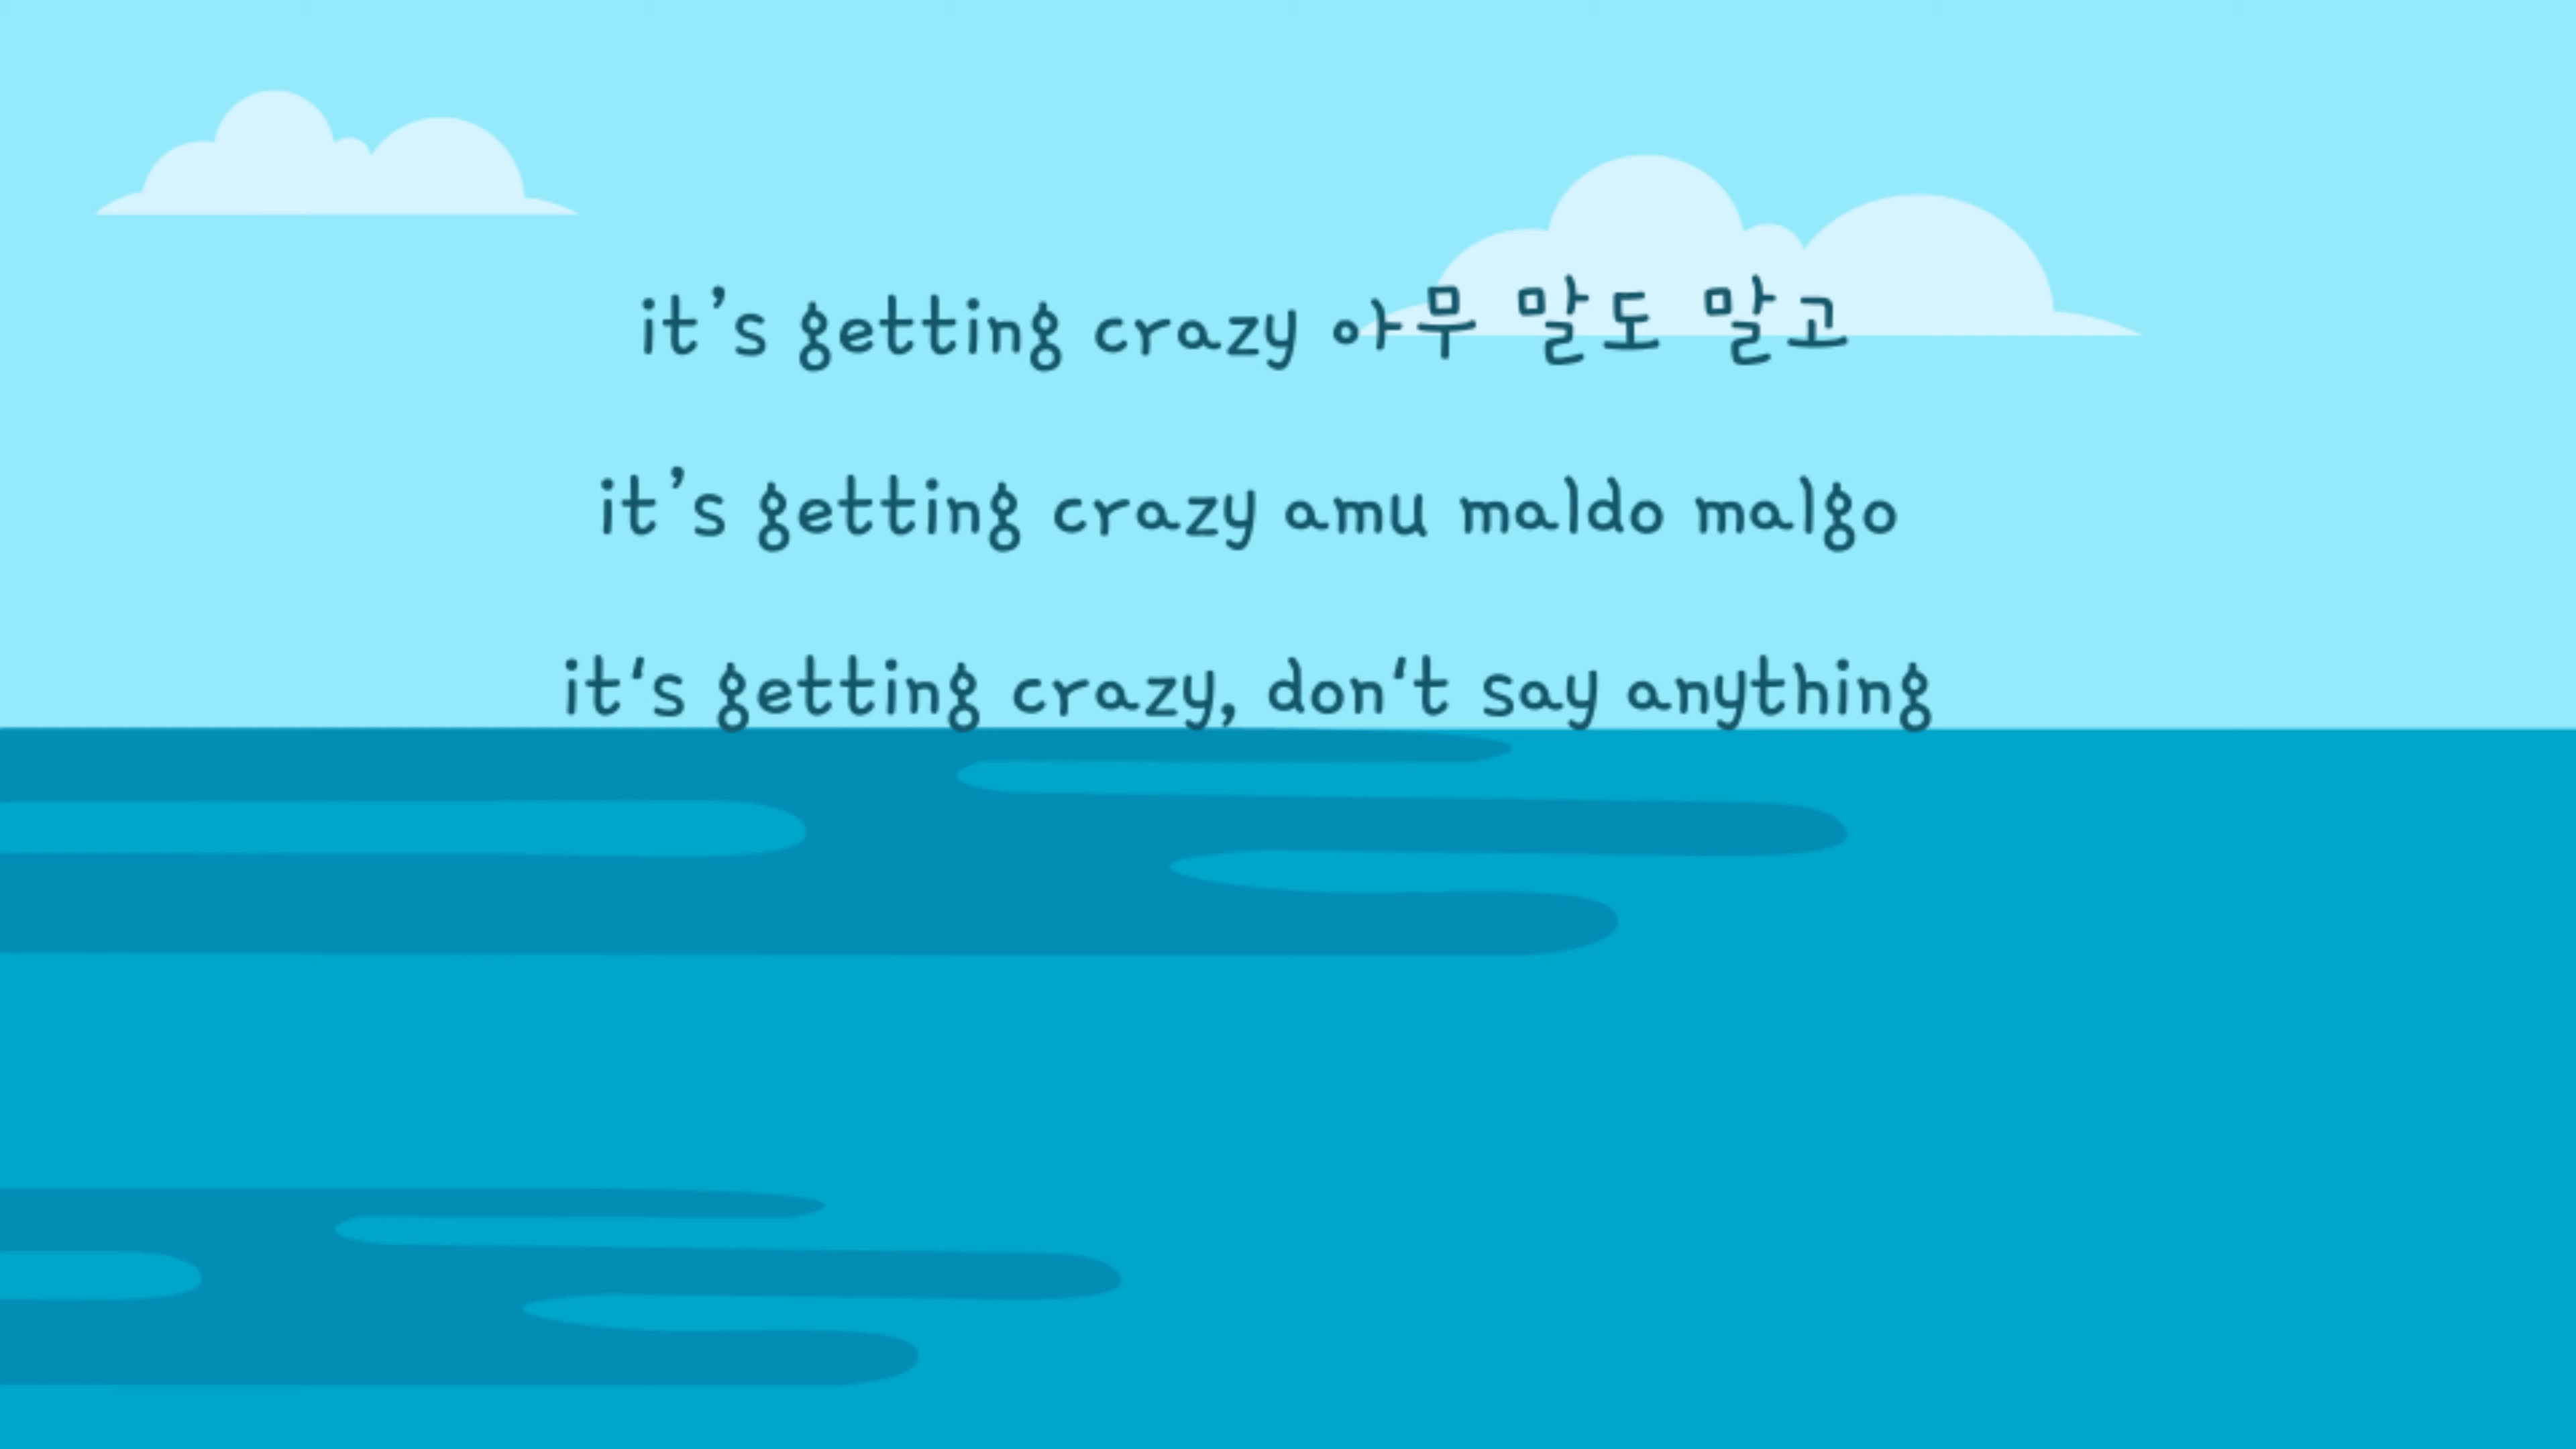 it’s getting crazy 아무 말도 말고
it’s getting crazy amu maldo malgo
it‘s getting crazy, don‘t say anything